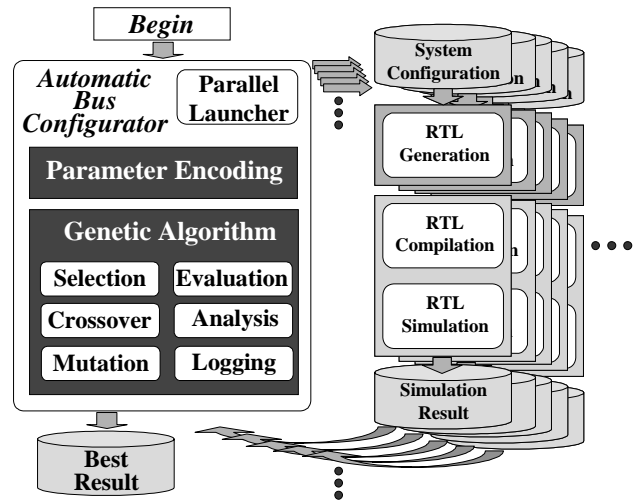 Begin
Automatic
Bus
Configurator
Parallel
Launcher
Parameter Encoding
Genetic Algorithm
Selection
Evaluation
Crossover
Analysis
Mutation
Logging
Best
Result
System
Configuration
RTL
Generation
RTL
Compilation
RTL
Simulation
Simulation
Result